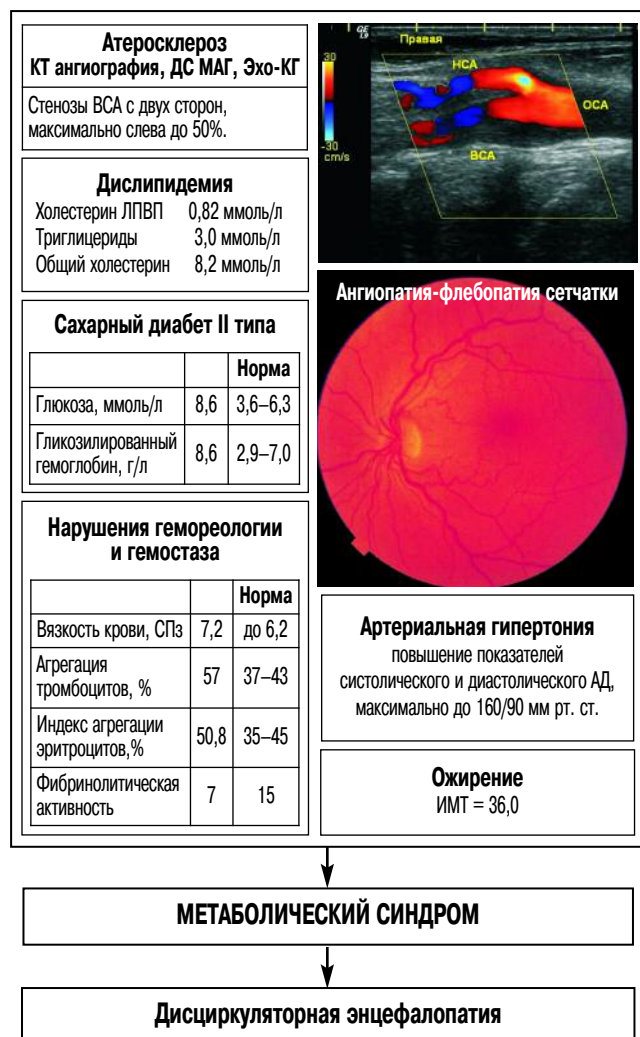 Атеросклероз
КТ ангиография, ДС МАГ, Эхо-КГ
Стенозы ВСА с двух сторон,
максимально слева до 50%.
Дислипидемия
Холестерин ЛПВП 0,82 ммоль/л
Триглицериды 3,0 ммоль/л
Общий холестерин 8,2 ммоль/л
Сахарный диабет II типа
Норма
Глюкоза, ммоль/л 8,6 3,6–6,3
Гликозилированный
гемоглобин, г/л 8,6 2,9–7,0
Нарушения гемореологии
и гемостаза
Норма
Вязкость крови, СПз 7,2 до 6,2
Агрегация
тромбоцитов, % 57 37–43
Индекс агрегации
эритроцитов,% 50,8 35–45
Фибринолитическая
активность 7 15
GE
L9
Правая
30
НСА
ОСА
ВСА
-30
cm/s
Ангиопатия-флебопатия сетчатки
Артериальная гипертония
повышение показателей
систолического и диастолического АД,
максимально до 160/90 мм рт. ст.
Ожирение
ИМТ = 36,0
МЕТАБОЛИЧЕСКИЙ СИНДРОМ
Дисциркуляторная энцефалопатия